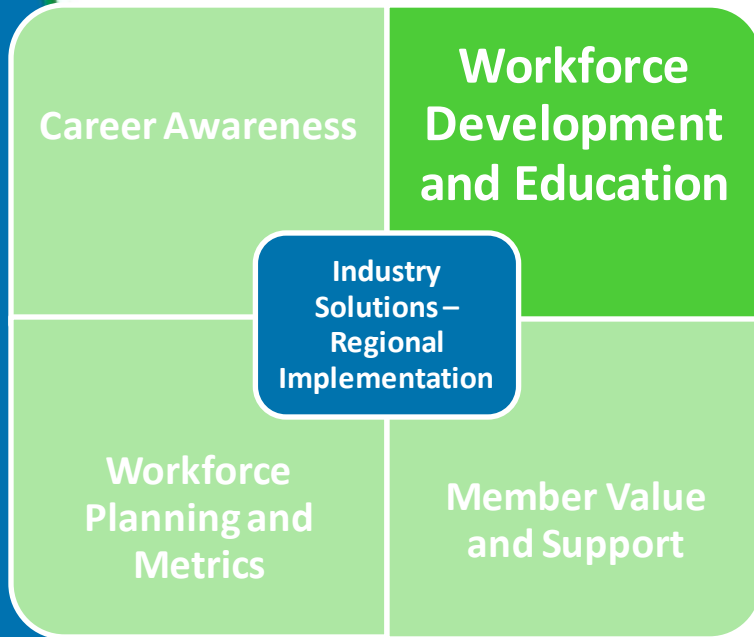 Career Awareness
Workforce
Development
and Education
Industry
Solutions –
Regional
Implementation
Workforce
Planning and
Metrics
Member Value
and Support